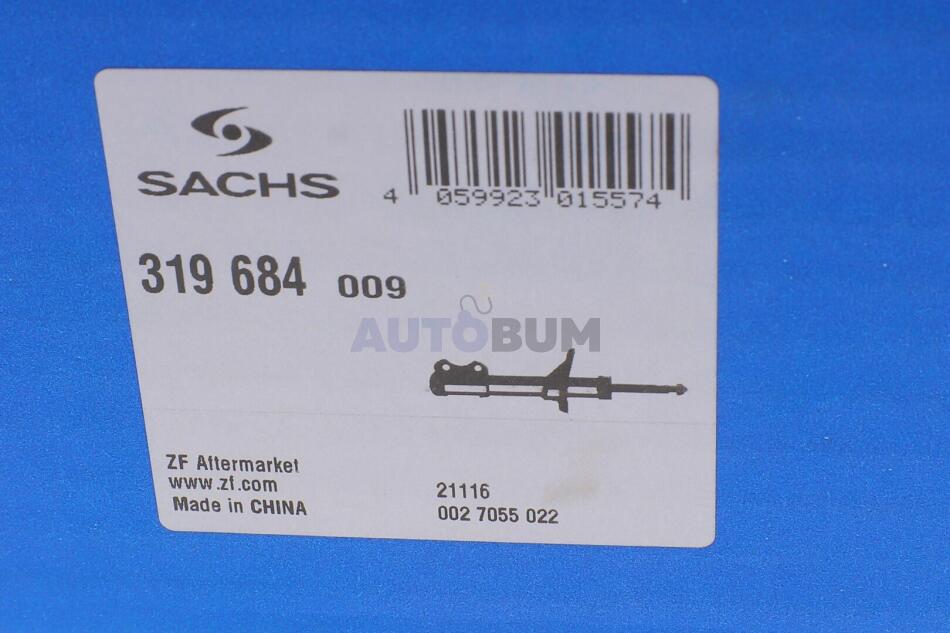 SACHS
4 059923 015574
319 684 009
AUTOBUM
ZF Aftermarket
www.zf.com
Made in CHINA
21116
002 7055 022